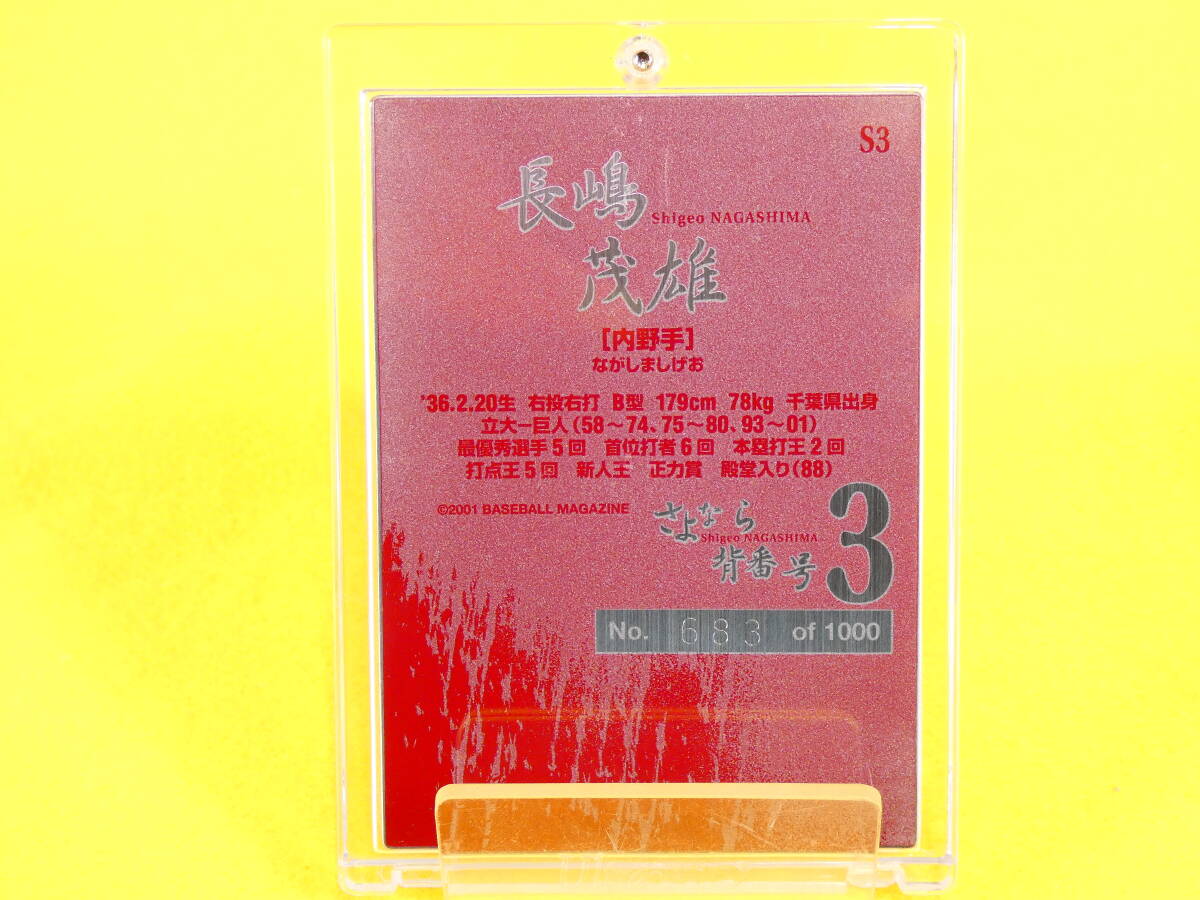 S3
長嶋
Shigeo NAGASHIMA
茂雄
[内野手]
ながしましげお
'36.2.20生 右投右打 B型 179cm 78kg 千葉県出身
立大ー巨人(58～74、75～80、93～01)
最優秀選手5回 首位打者6回 本塁打王2回
打点王5回 新人王 正力賞 殿堂入り(88)
©2001 BASEBALL MAGAZINE
さよなら
Shigeo NAGASHIMA
背番号3
No. 683 of 1000